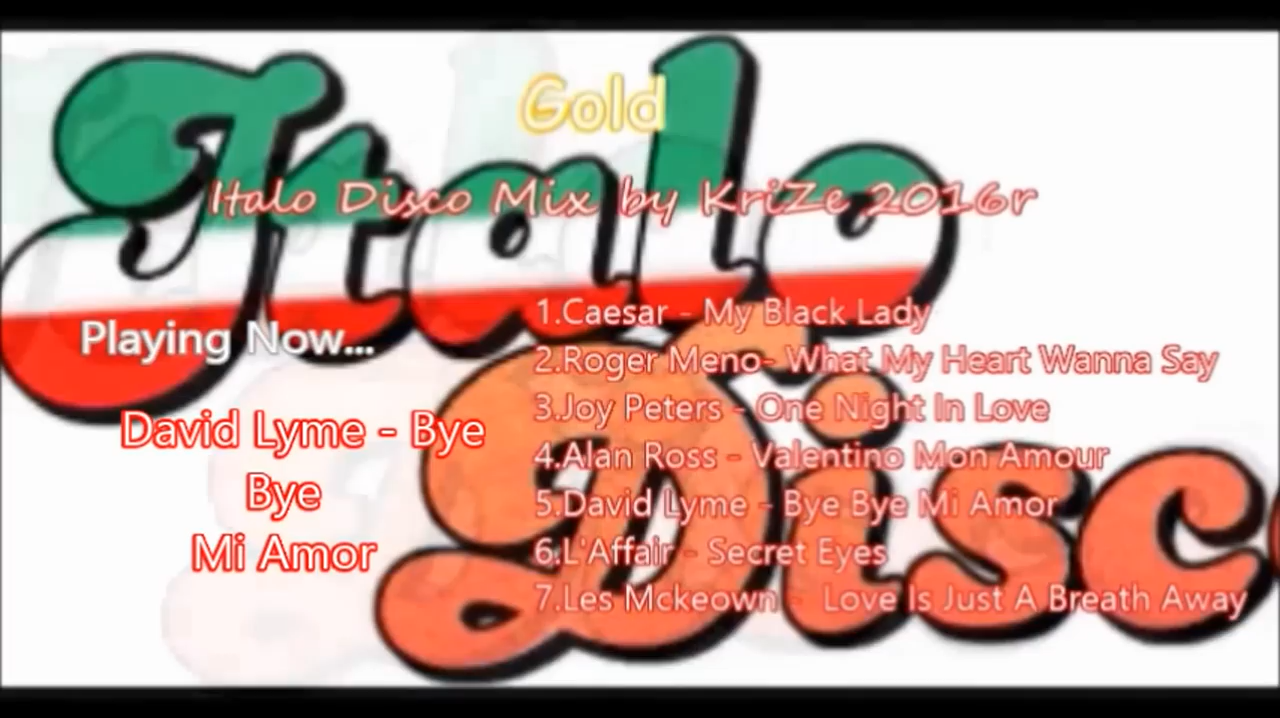 Gold
Italo
Italo Disco Mix by KriZe 2016r
Playing Now...
David Lyme - Bye
Bye
Mi Amor
1.Caesar - My Black Lady
2.Roger Meno- What My Heart Wanna Say
3.Joy Peters - One Night In Love
4.Alan Ross - Valentino Mon Amour
5.David Lyme - Bye Bye Mi Amor
6.L'Affair - Secret Eyes
7.Les Mckeown -  Love Is Just A Breath Away
Disco